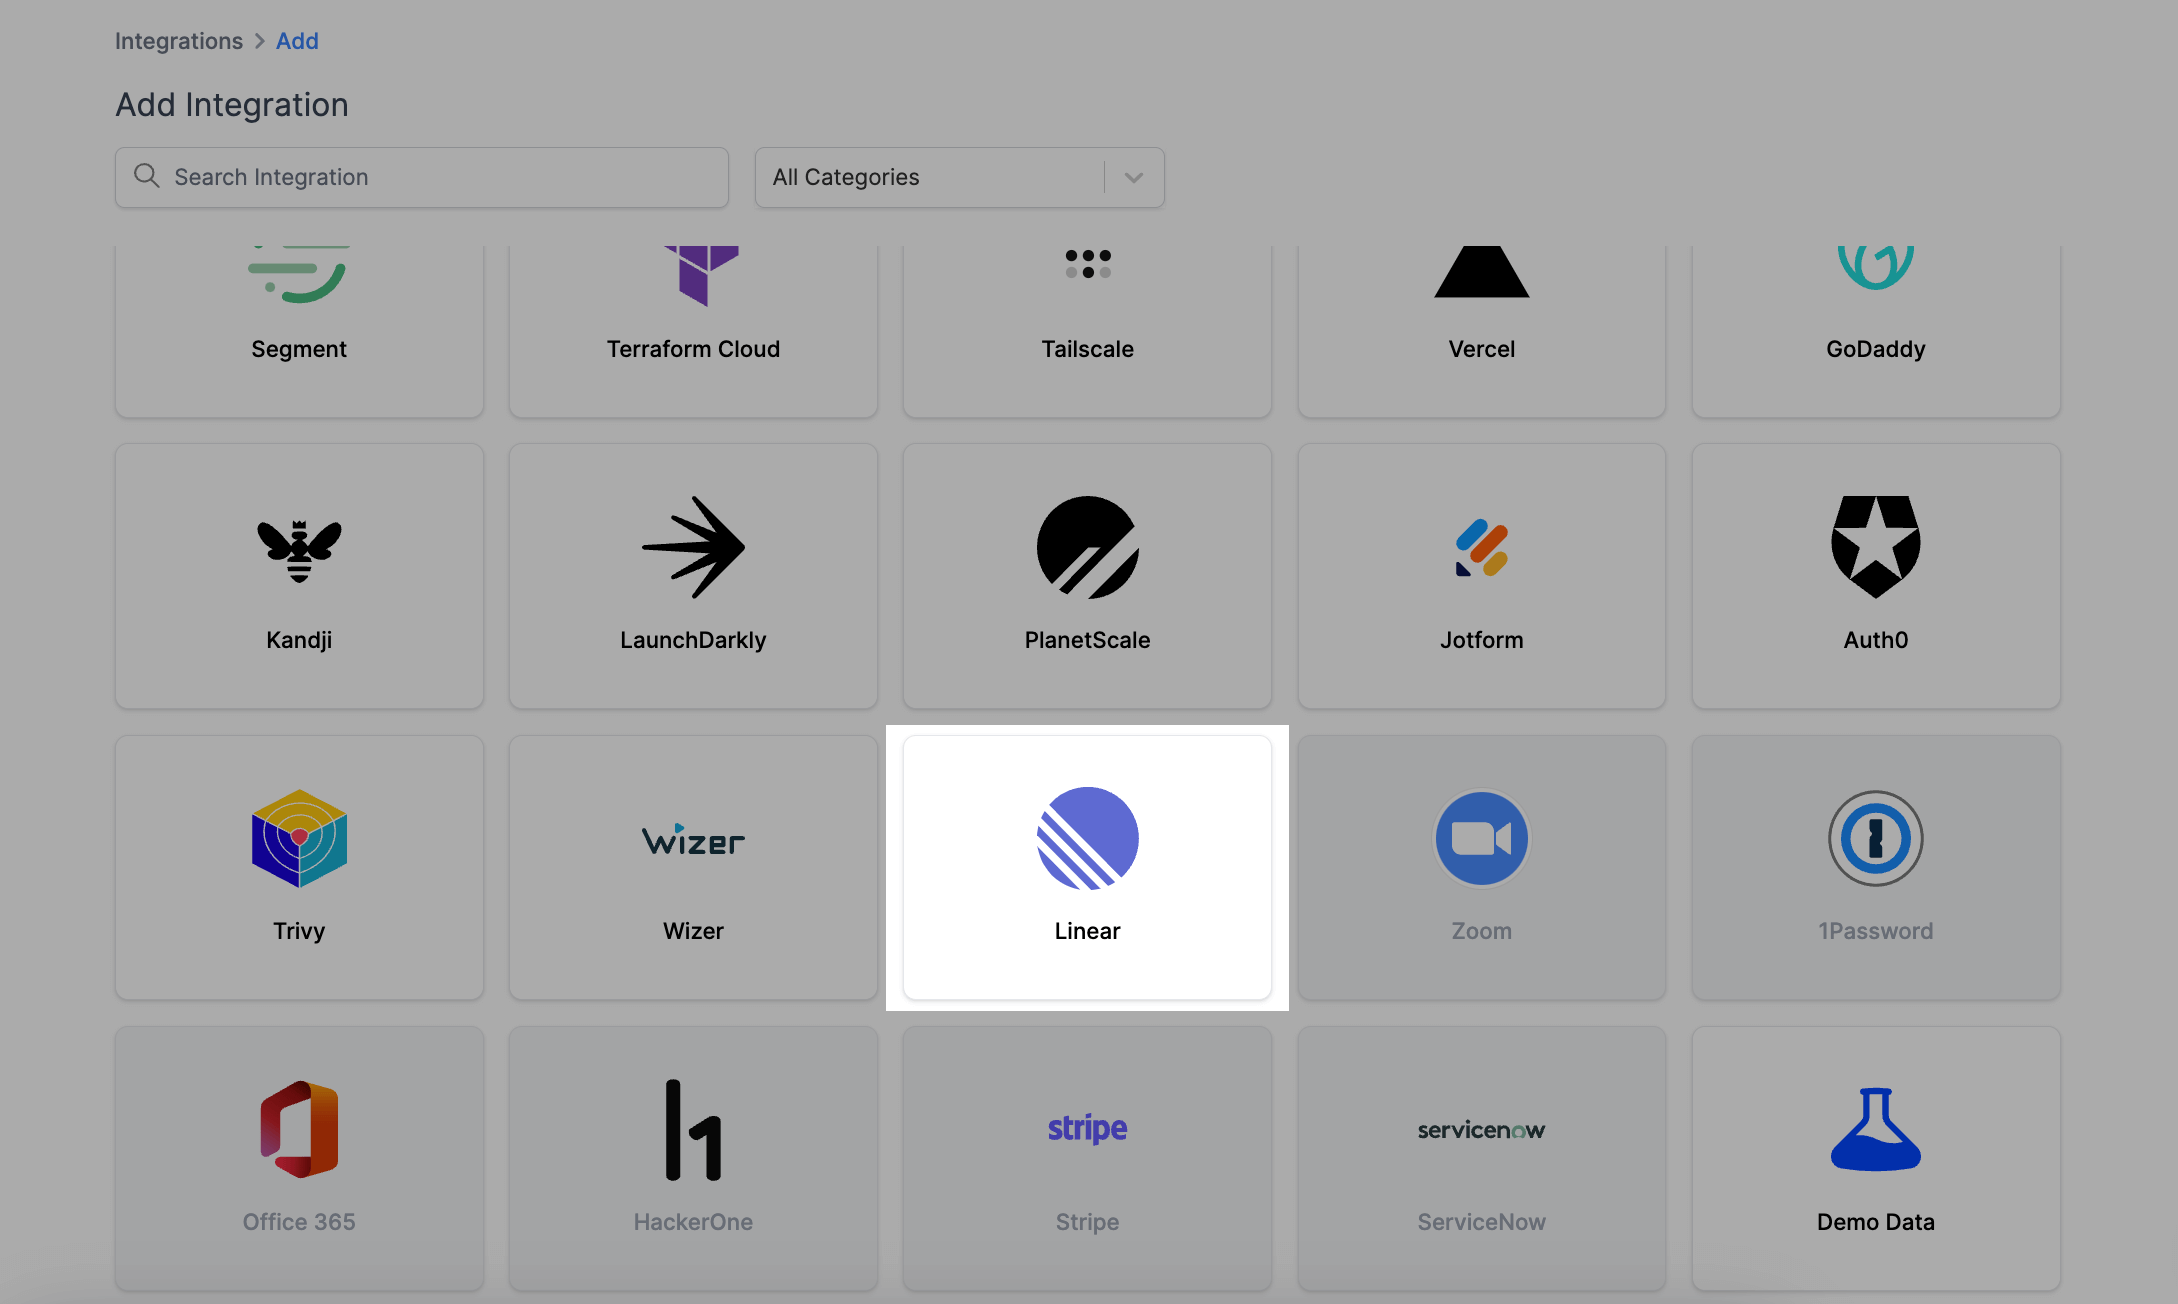 Integrations > Add
Add Integration
Search Integration
All Categories
Segment
Terraform Cloud
Tailscale
Vercel
GoDaddy
Kandji
LaunchDarkly
PlanetScale
Jotform
Auth0
wizer
Trivy
Wizer
Linear
Zoom
1Password
stripe
servicenow
Office 365
HackerOne
Stripe
ServiceNow
Demo Data